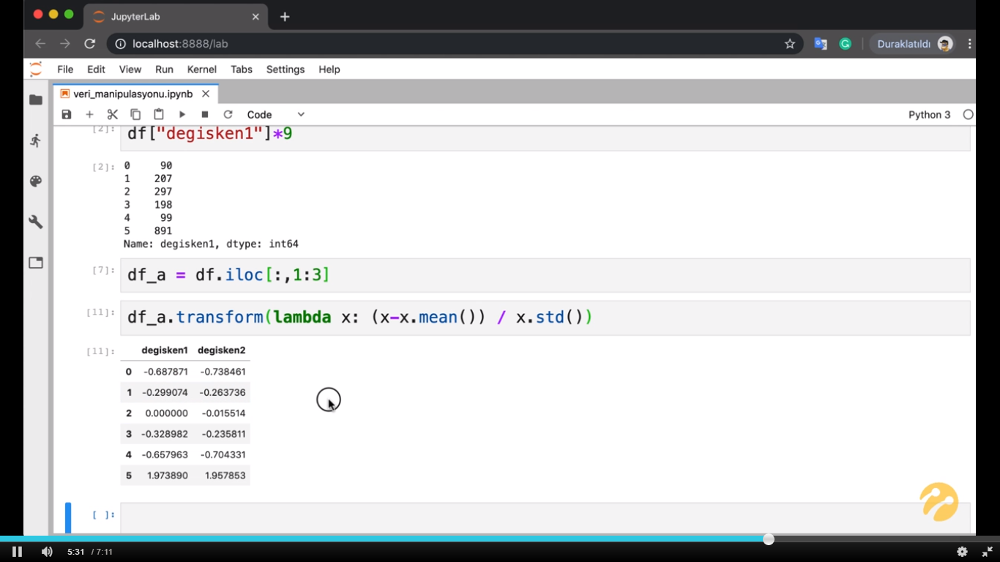 JupyterLab
localhost:8888/lab
Duraklatıldı
File Edit View Run Kernel Tabs Settings Help
veri_manipulasyonu.ipynb
Code
Python 3
[2]: df["degisken1"]*9
[2]: 0 90
1 207
2 297
3 198
4 99
5 891
Name: degisken1, dtype: int64
[7]: df_a = df.iloc[:,1:3]
[11]: df_a.transform(lambda x: (x-x.mean()) / x.std())
[11]: degisken1 degisken2
0 -0.687871 -0.738461
1 -0.299074 -0.263736
2 0.000000 -0.015514
3 -0.328982 -0.235811
4 -0.657963 -0.704331
5 1.973890 1.957853
[ ]:
5:31 / 7:11